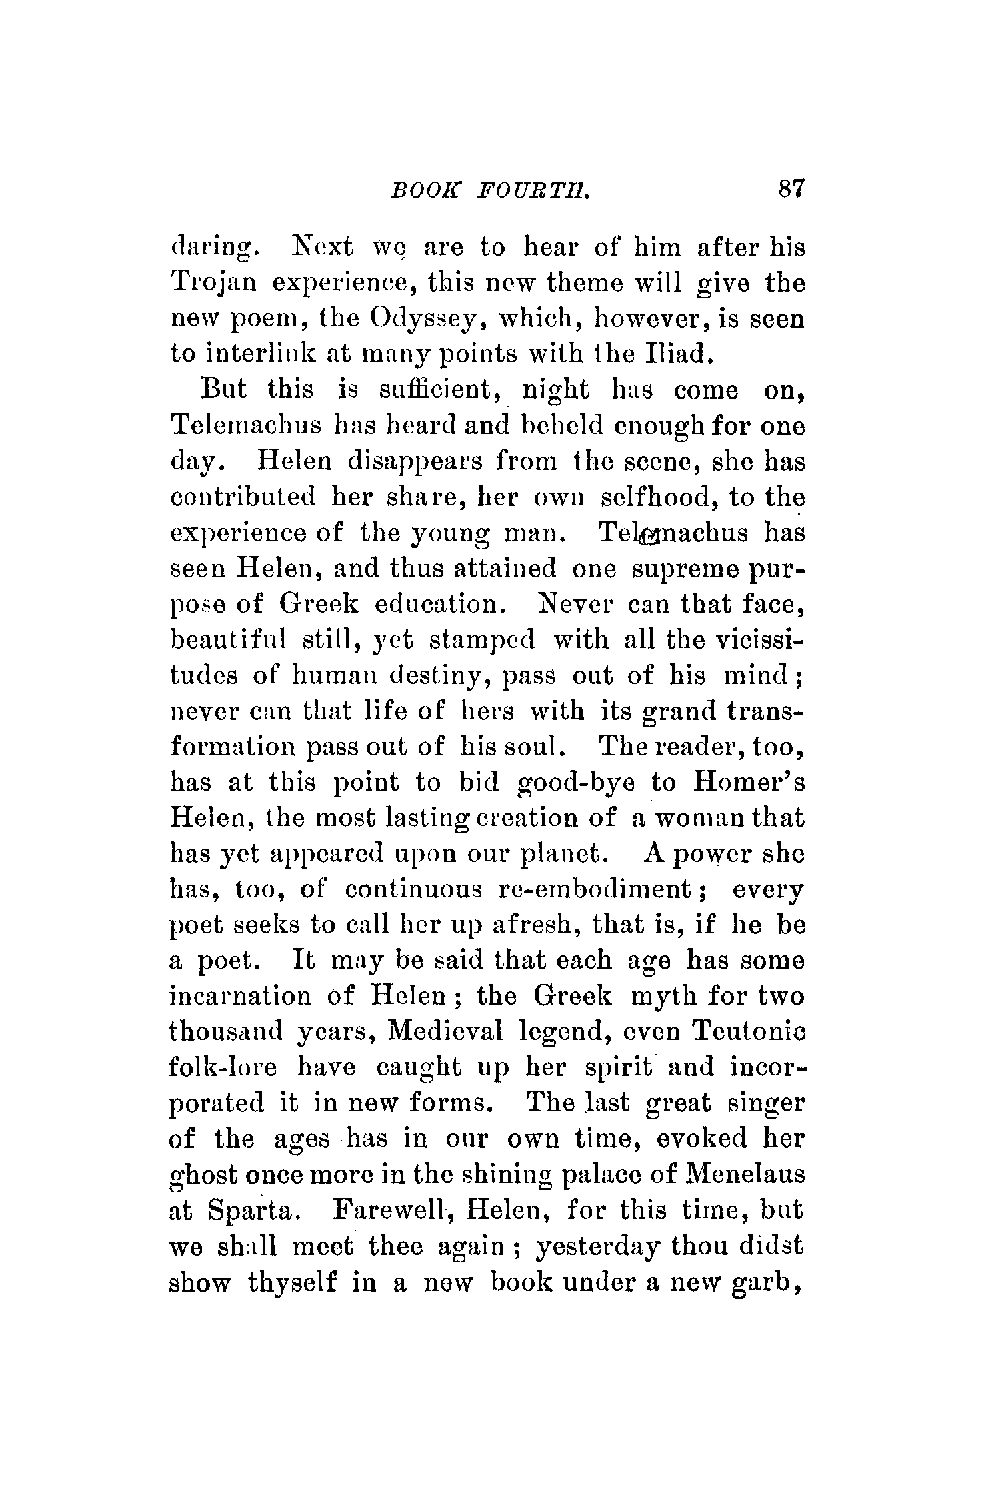 BOOK FOURTH. 87
daring. Next we are to hear of him after his
Trojan experience, this new theme will give the
new poem, the Odyssey, which, however, is seen
to interlink at many points with the Iliad.
But this is sufficient, night has come on,
Telemachus has heard and beheld enough for one
day. Helen disappears from the scene, she has
contributed her share, her own selfhood, to the
experience of the young man. Telemachus has
seen Helen, and thus attained one supreme pur-
pose of Greek education. Never can that face,
beautiful still, yet stamped with all the vicissi-
tudes of human destiny, pass out of his mind;
never can that life of hers with its grand trans-
formation pass out of his soul. The reader, too,
has at this point to bid good-bye to Homer's
Helen, the most lasting creation of a woman that
has yet appeared upon our planet. A power she
has, too, of continuous re-embodiment; every
poet seeks to call her up afresh, that is, if he be
a poet. It may be said that each age has some
incarnation of Helen; the Greek myth for two
thousand years, Medieval legend, even Teutonic
folk-lore have caught up her spirit and incor-
porated it in new forms. The last great singer
of the ages has in our own time, evoked her
ghost once more in the shining palace of Menelaus
at Sparta. Farewell, Helen, for this time, but
we shall meet thee again; yesterday thou didst
show thyself in a new book under a new garb,